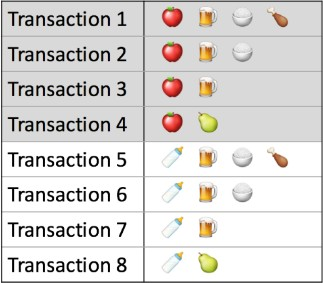 Transaction 1
Transaction 2
Transaction 3
Transaction 4
Transaction 5
Transaction 6
Transaction 7
Transaction 8